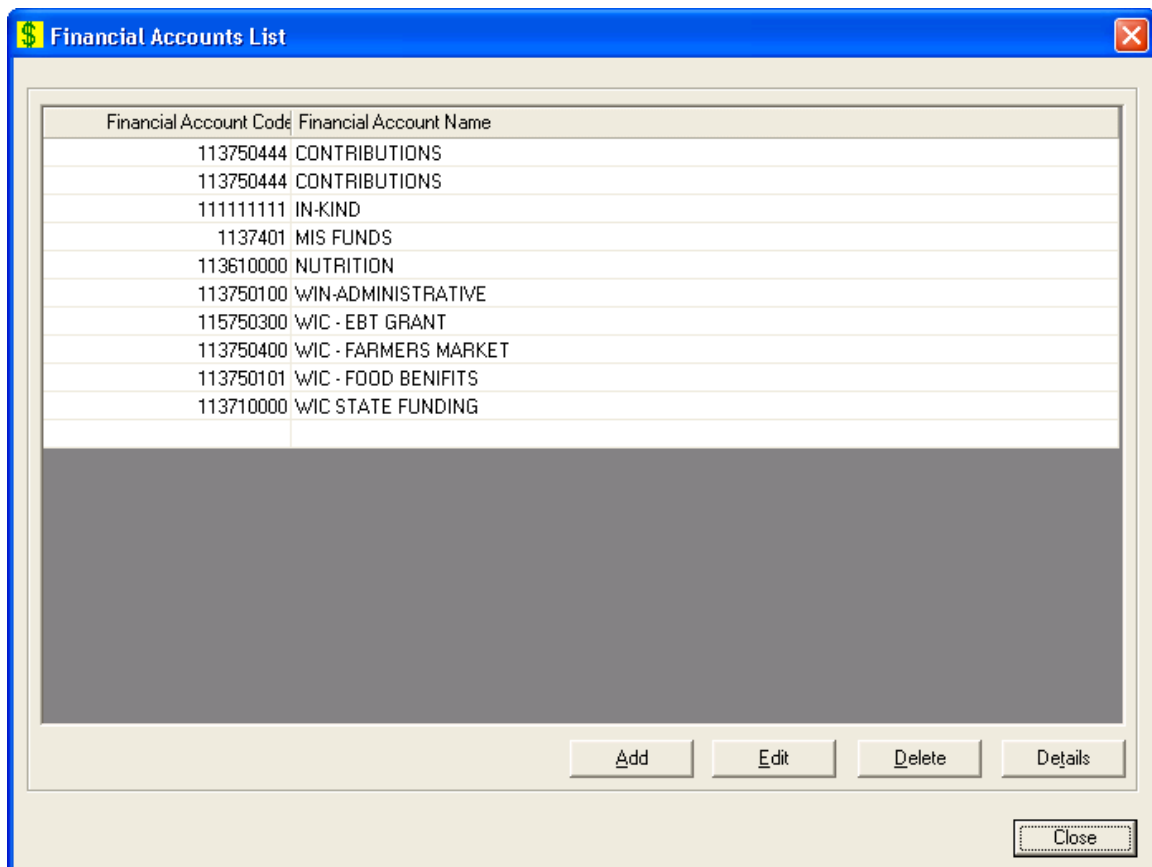 $ Financial Accounts List
Financial Account Code Financial Account Name
113750444 CONTRIBUTIONS
113750444 CONTRIBUTIONS
111111111 IN-KIND
1137401 MIS FUNDS
113610000 NUTRITION
113750100 WIN-ADMINISTRATIVE
115750300 WIC - EBT GRANT
113750400 WIC - FARMERS MARKET
113750101 WIC - FOOD BENIFITS
113710000 WIC STATE FUNDING
Add Edit Delete Details
Close